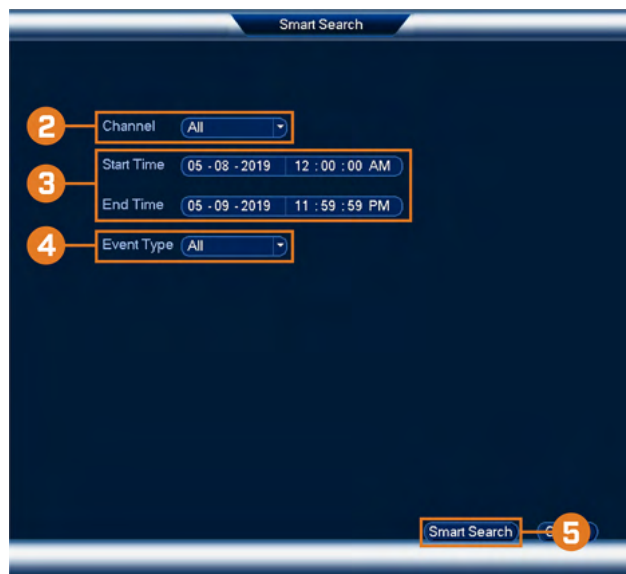 Smart Search
2 Channel All
3 Start Time 05 - 08 - 2019 12 : 00 : 00 AM
End Time 05 - 09 - 2019 11 : 59 : 59 PM
4 Event Type All
Smart Search 5